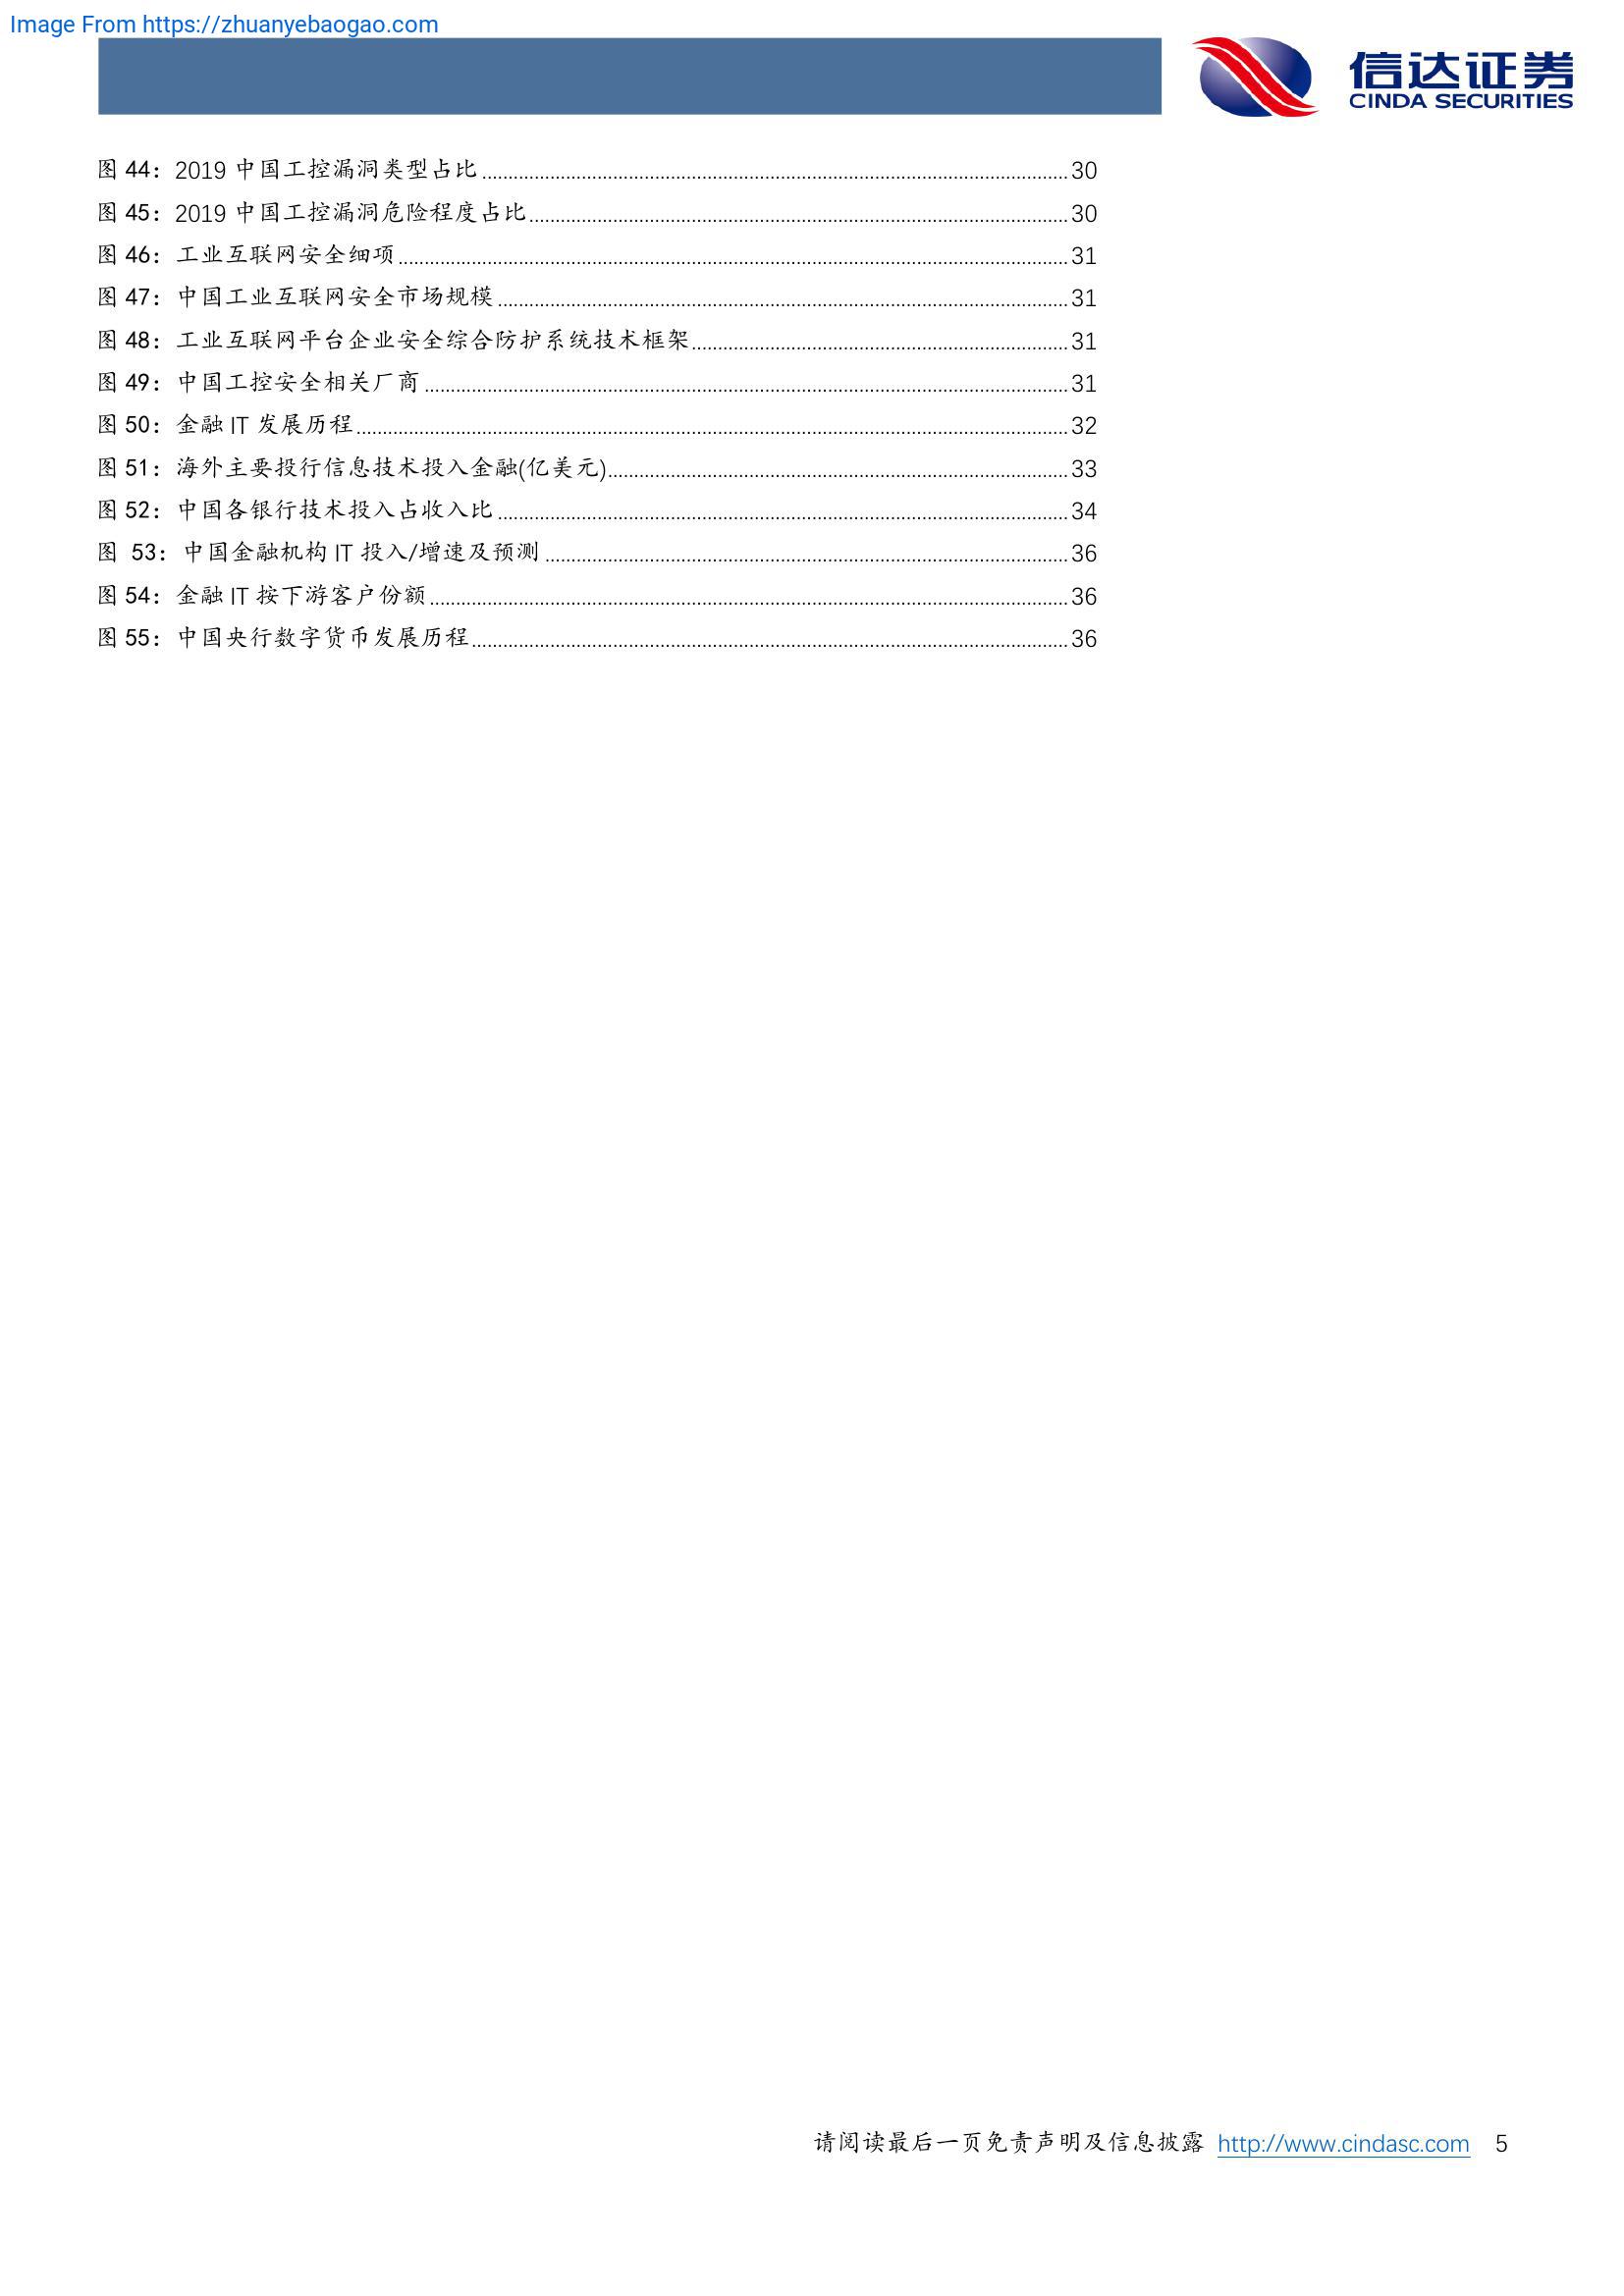 Image From https://zhuanyebaogao.com
信达证券
CINDA SECURITIES
图 44：2019 中国工控漏洞类型占比 30
图 45：2019 中国工控漏洞危险程度占比 30
图 46：工业互联网安全细项 31
图 47：中国工业互联网安全市场规模 31
图 48：工业互联网平台企业安全综合防护系统技术框架 31
图 49：中国工控安全相关厂商 31
图 50：金融 IT 发展历程 32
图 51：海外主要投行信息技术投入金融(亿美元) 33
图 52：中国各银行技术投入占收入比 34
图 53：中国金融机构 IT 投入/增速及预测 36
图 54：金融 IT 按下游客户份额 36
图 55：中国央行数字货币发展历程 36
请阅读最后一页免责声明及信息披露 http://www.cindasc.com 5